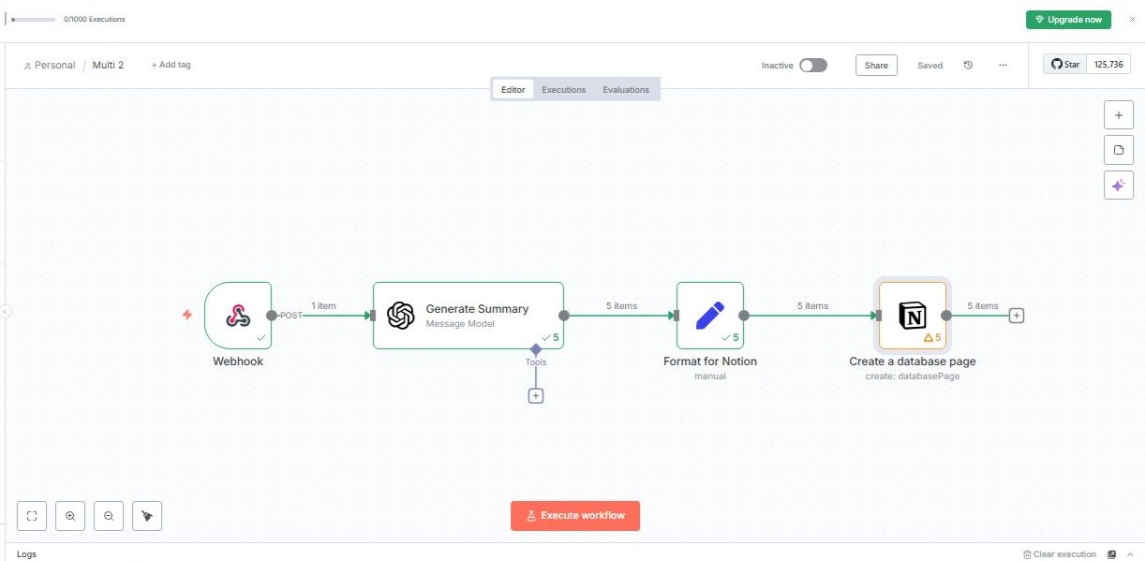 0/1000 Executions
Upgrade now
Personal / Multi 2 + Add tag
Inactive
Share
Saved
Star 125,736
Editor Executions Evaluations
POST
1 item
Generate Summary
Message Model
5
Tools
5 items
5
5 items
N
5
5 items
Webhook
Format for Notion
manual
Create a database page
create: databasePage
Execute workflow
Logs
Clear execution